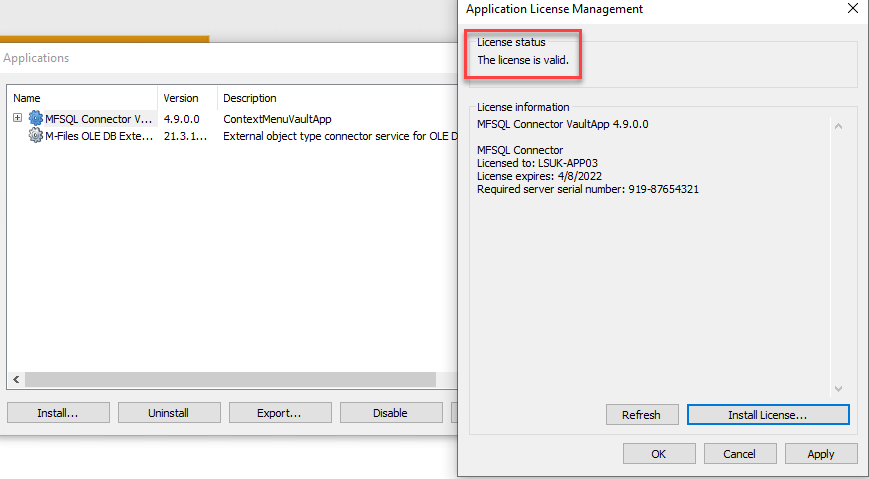 Applications
Name Version Description
MFSQL Connector V... 4.9.0.0 ContextMenuVaultApp
M-Files OLE DB Exte... 21.3.1... External object type connector service for OLE D
Install... Uninstall Export... Disable
Application License Management
License status
The license is valid.
License information
MFSQL Connector VaultApp 4.9.0.0
MFSQL Connector
Licensed to: LSUK-APP03
License expires: 4/8/2022
Required server serial number: 919-87654321
Refresh Install License...
OK Cancel Apply